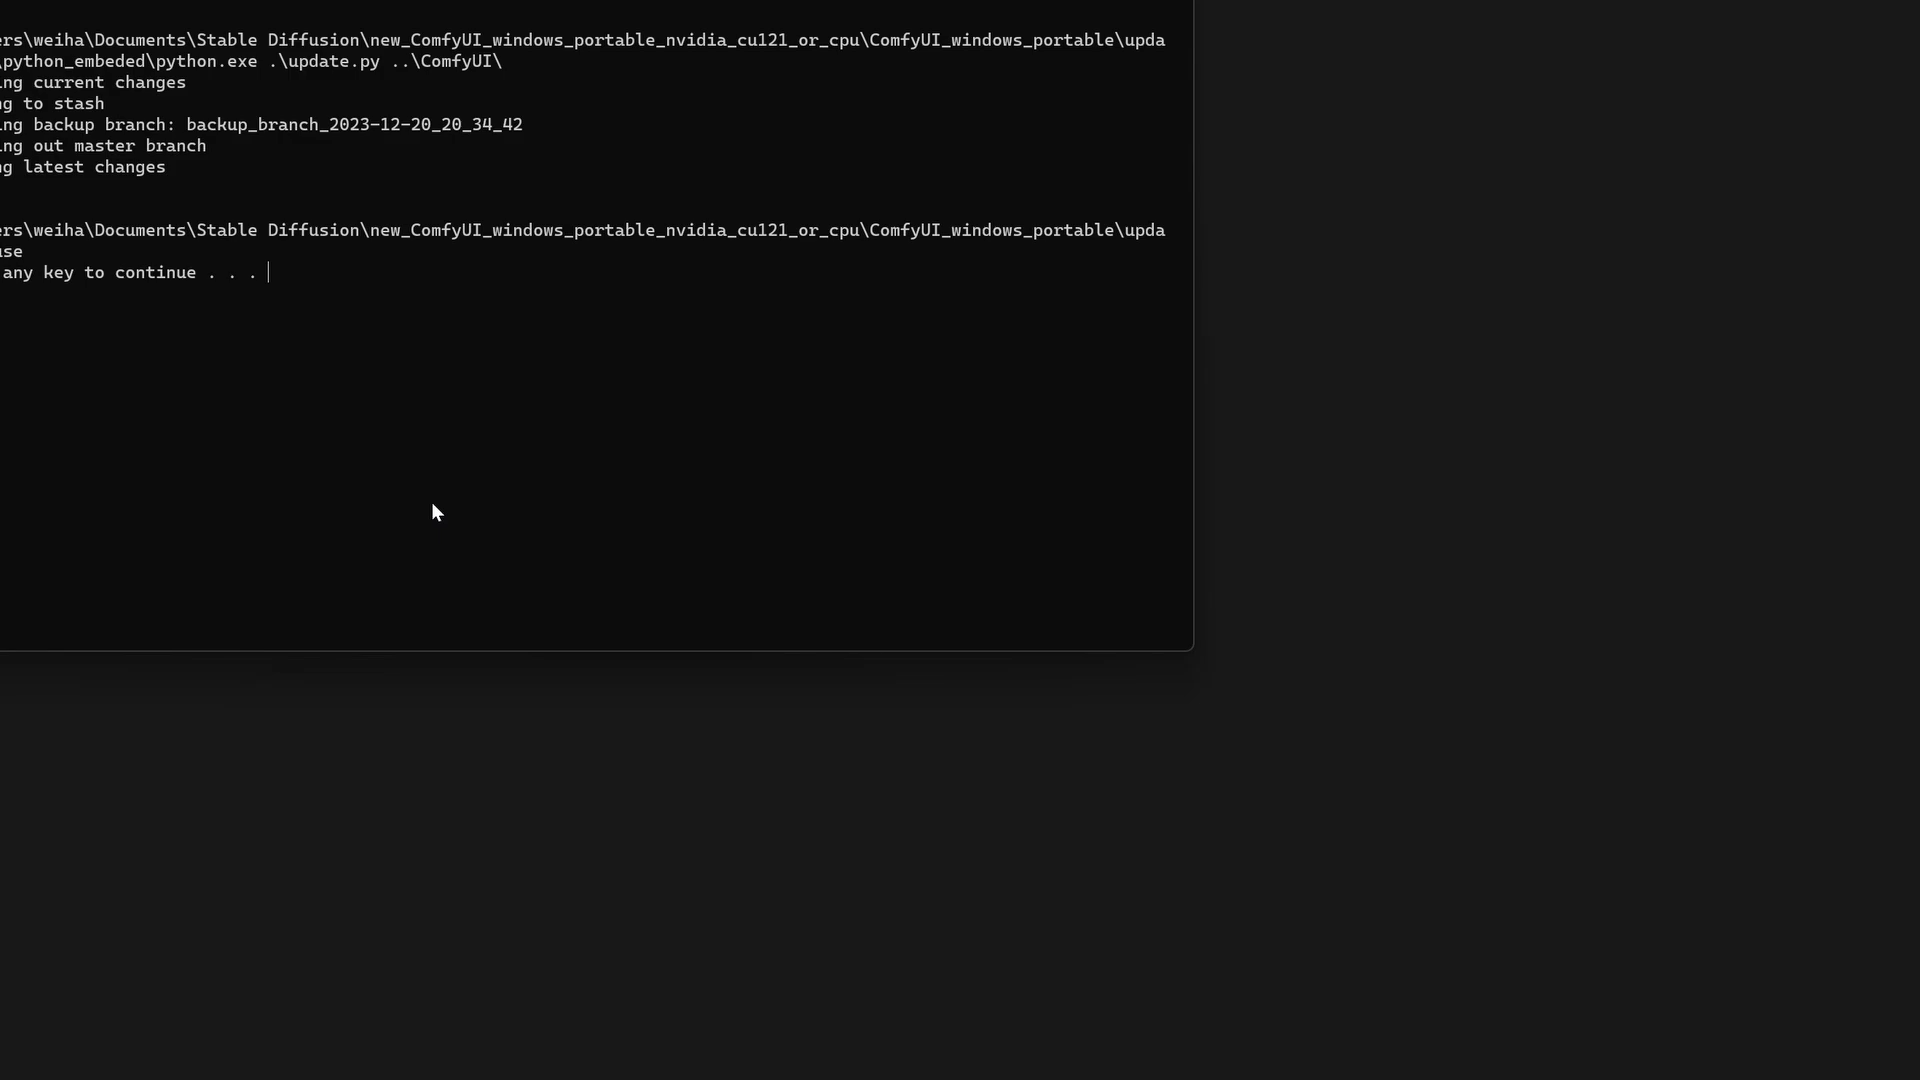 ers\weiha\Documents\Stable Diffusion\new_ComfyUI_windows_portable_nvidia_cu121_or_cpu\ComfyUI_windows_portable\upda
\python_embeded\python.exe .\update.py ..\ComfyUI\
ing current changes
ng to stash
ing backup branch: backup_branch_2023-12-20_20_34_42
ing out master branch
ng latest changes
ers\weiha\Documents\Stable Diffusion\new_ComfyUI_windows_portable_nvidia_cu121_or_cpu\ComfyUI_windows_portable\upda
use
any key to continue . . .